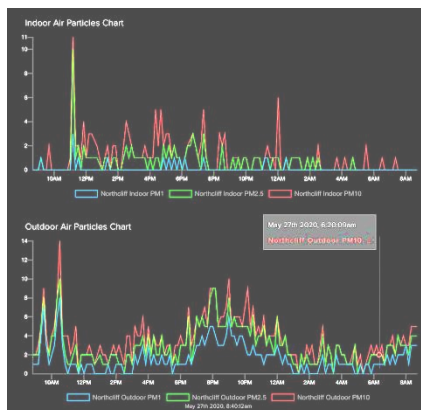 Indoor Air Particles Chart
11
10
8
6
4
2
0
10AM 12PM 2PM 4PM 6PM 8PM 10PM 12AM 2AM 4AM 6AM 8AM
Northcliff Indoor PM1 Northcliff Indoor PM2.5 Northcliff Indoor PM10
Outdoor Air Particles Chart
May 27th 2020, 6:20:09am
Northcliff Outdoor PM10
14
12
10
8
6
4
2
0
10AM 12PM 2PM 4PM 6PM 8PM 10PM 12AM 2AM 4AM 6AM 8AM
Northcliff Outdoor PM1 Northcliff Outdoor PM2.5 Northcliff Outdoor PM10
May 27th 2020, 8:40:12am